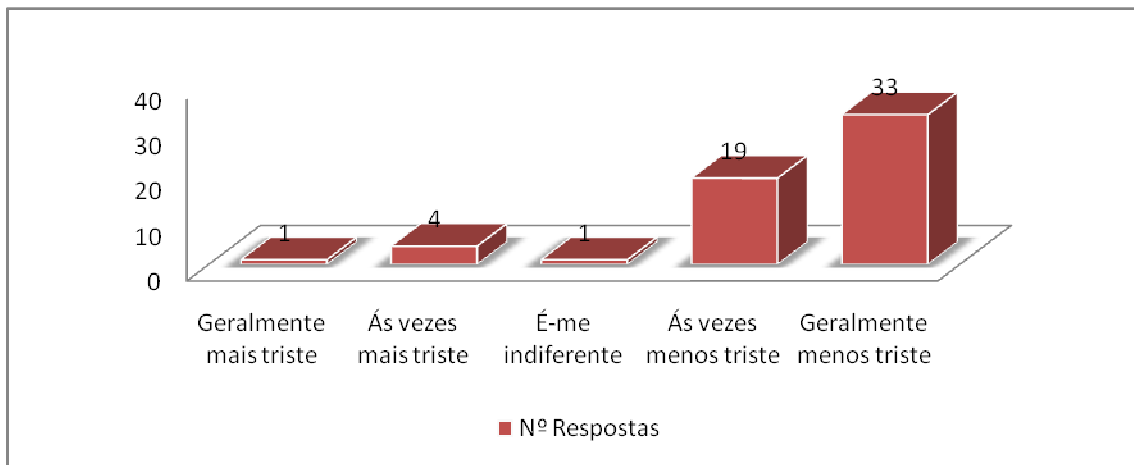 40
30
20
10
0
1
4
1
19
33
Geralmente mais triste
Ás vezes mais triste
É-me indiferente
Ás vezes menos triste
Geralmente menos triste
Nº Respostas